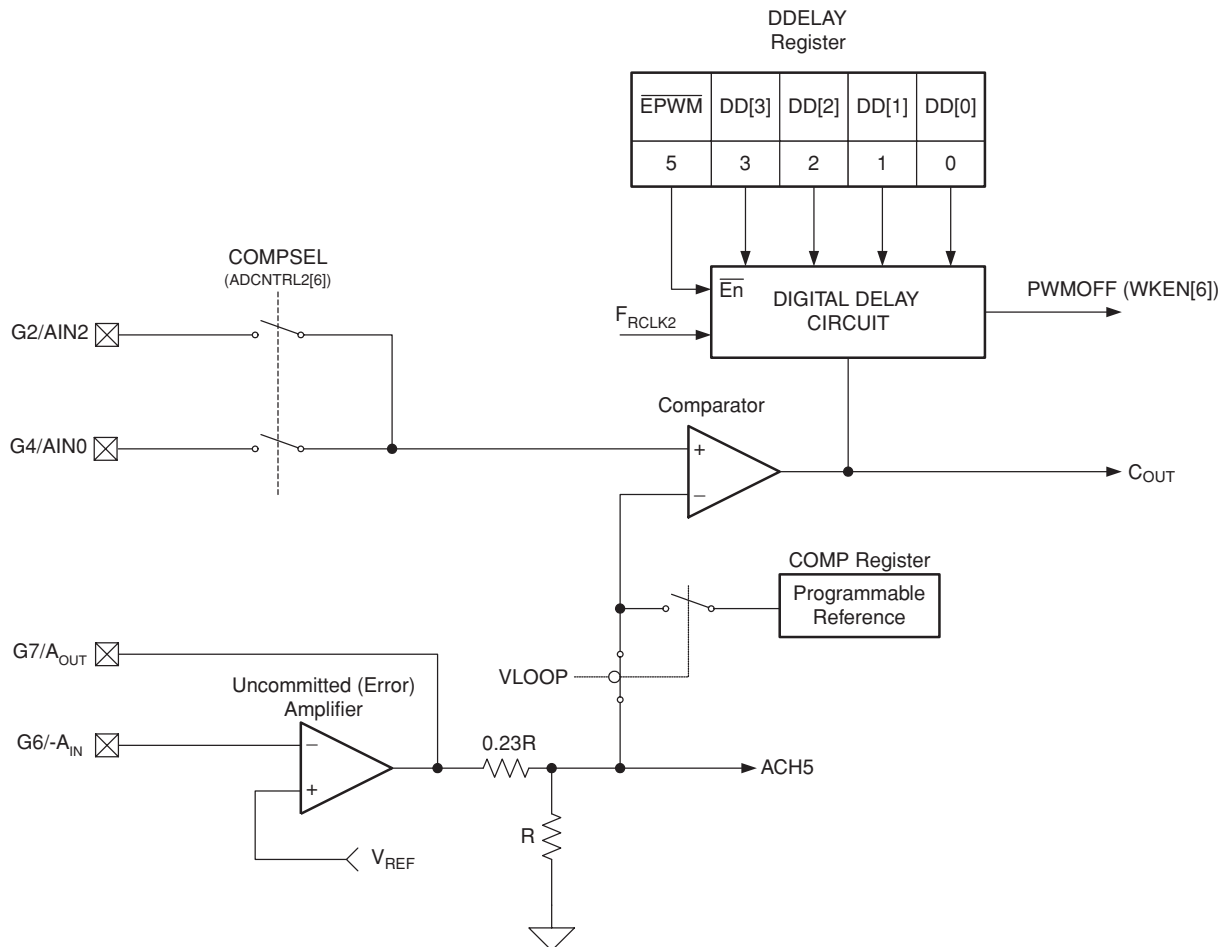 DDELAY
Register
EPWM DD[3] DD[2] DD[1] DD[0]
5 3 2 1 0
COMPSEL
(ADCNTRL2[6])
En
DIGITAL DELAY
CIRCUIT
PWMOFF (WKEN[6])
FRCLK2
G2/AIN2
G4/AIN0
Comparator
+
–
COUT
COMP Register
Programmable
Reference
G7/AOUT
VLOOP
Uncommitted (Error)
Amplifier
G6/-AIN
–
+
0.23R
ACH5
R
VREF